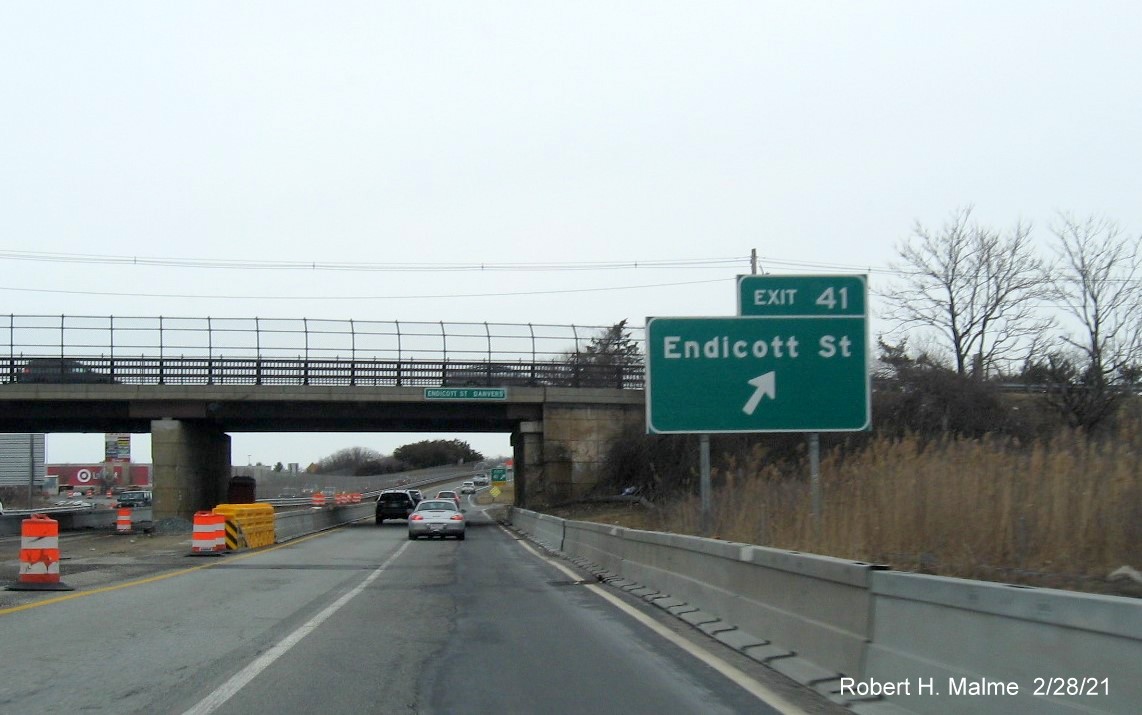 EXIT 41
Endicott St
ENDICOTT ST DANVERS
Robert H. Malme 2/28/21